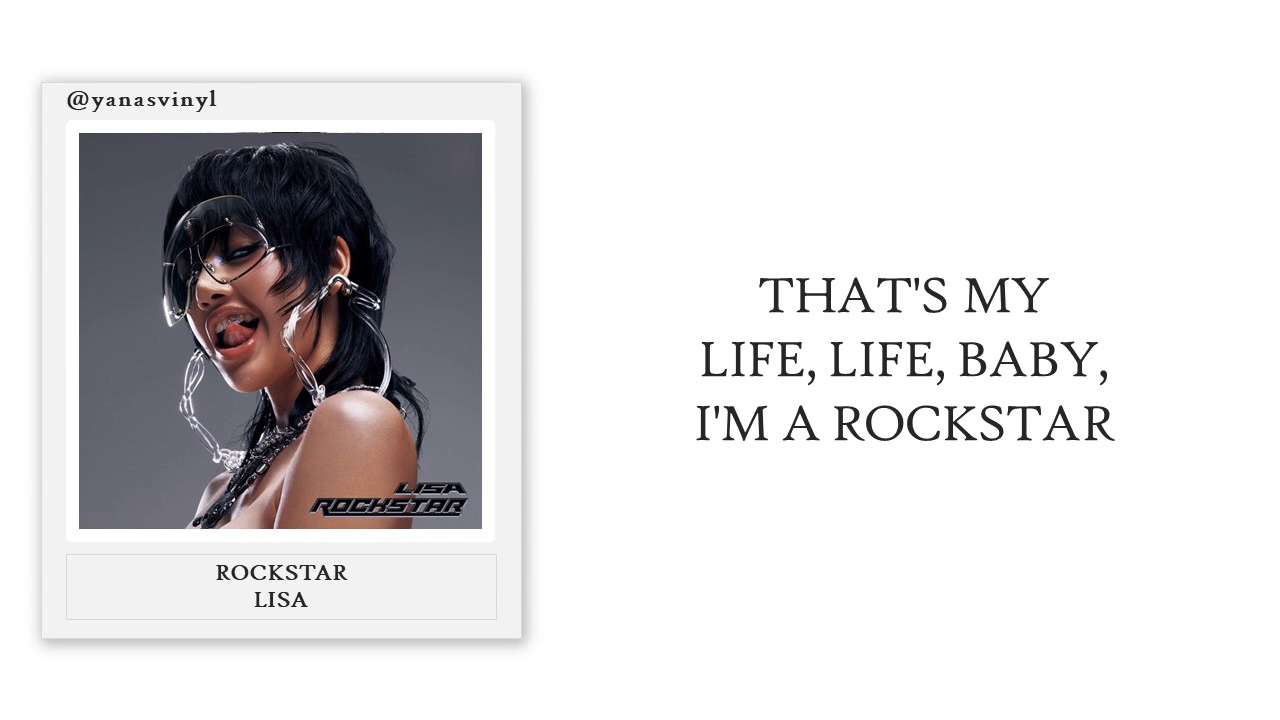 @yanasvinyl
LISA
ROCKSTAR
ROCKSTAR
LISA
THAT'S MY
LIFE, LIFE, BABY,
I'M A ROCKSTAR